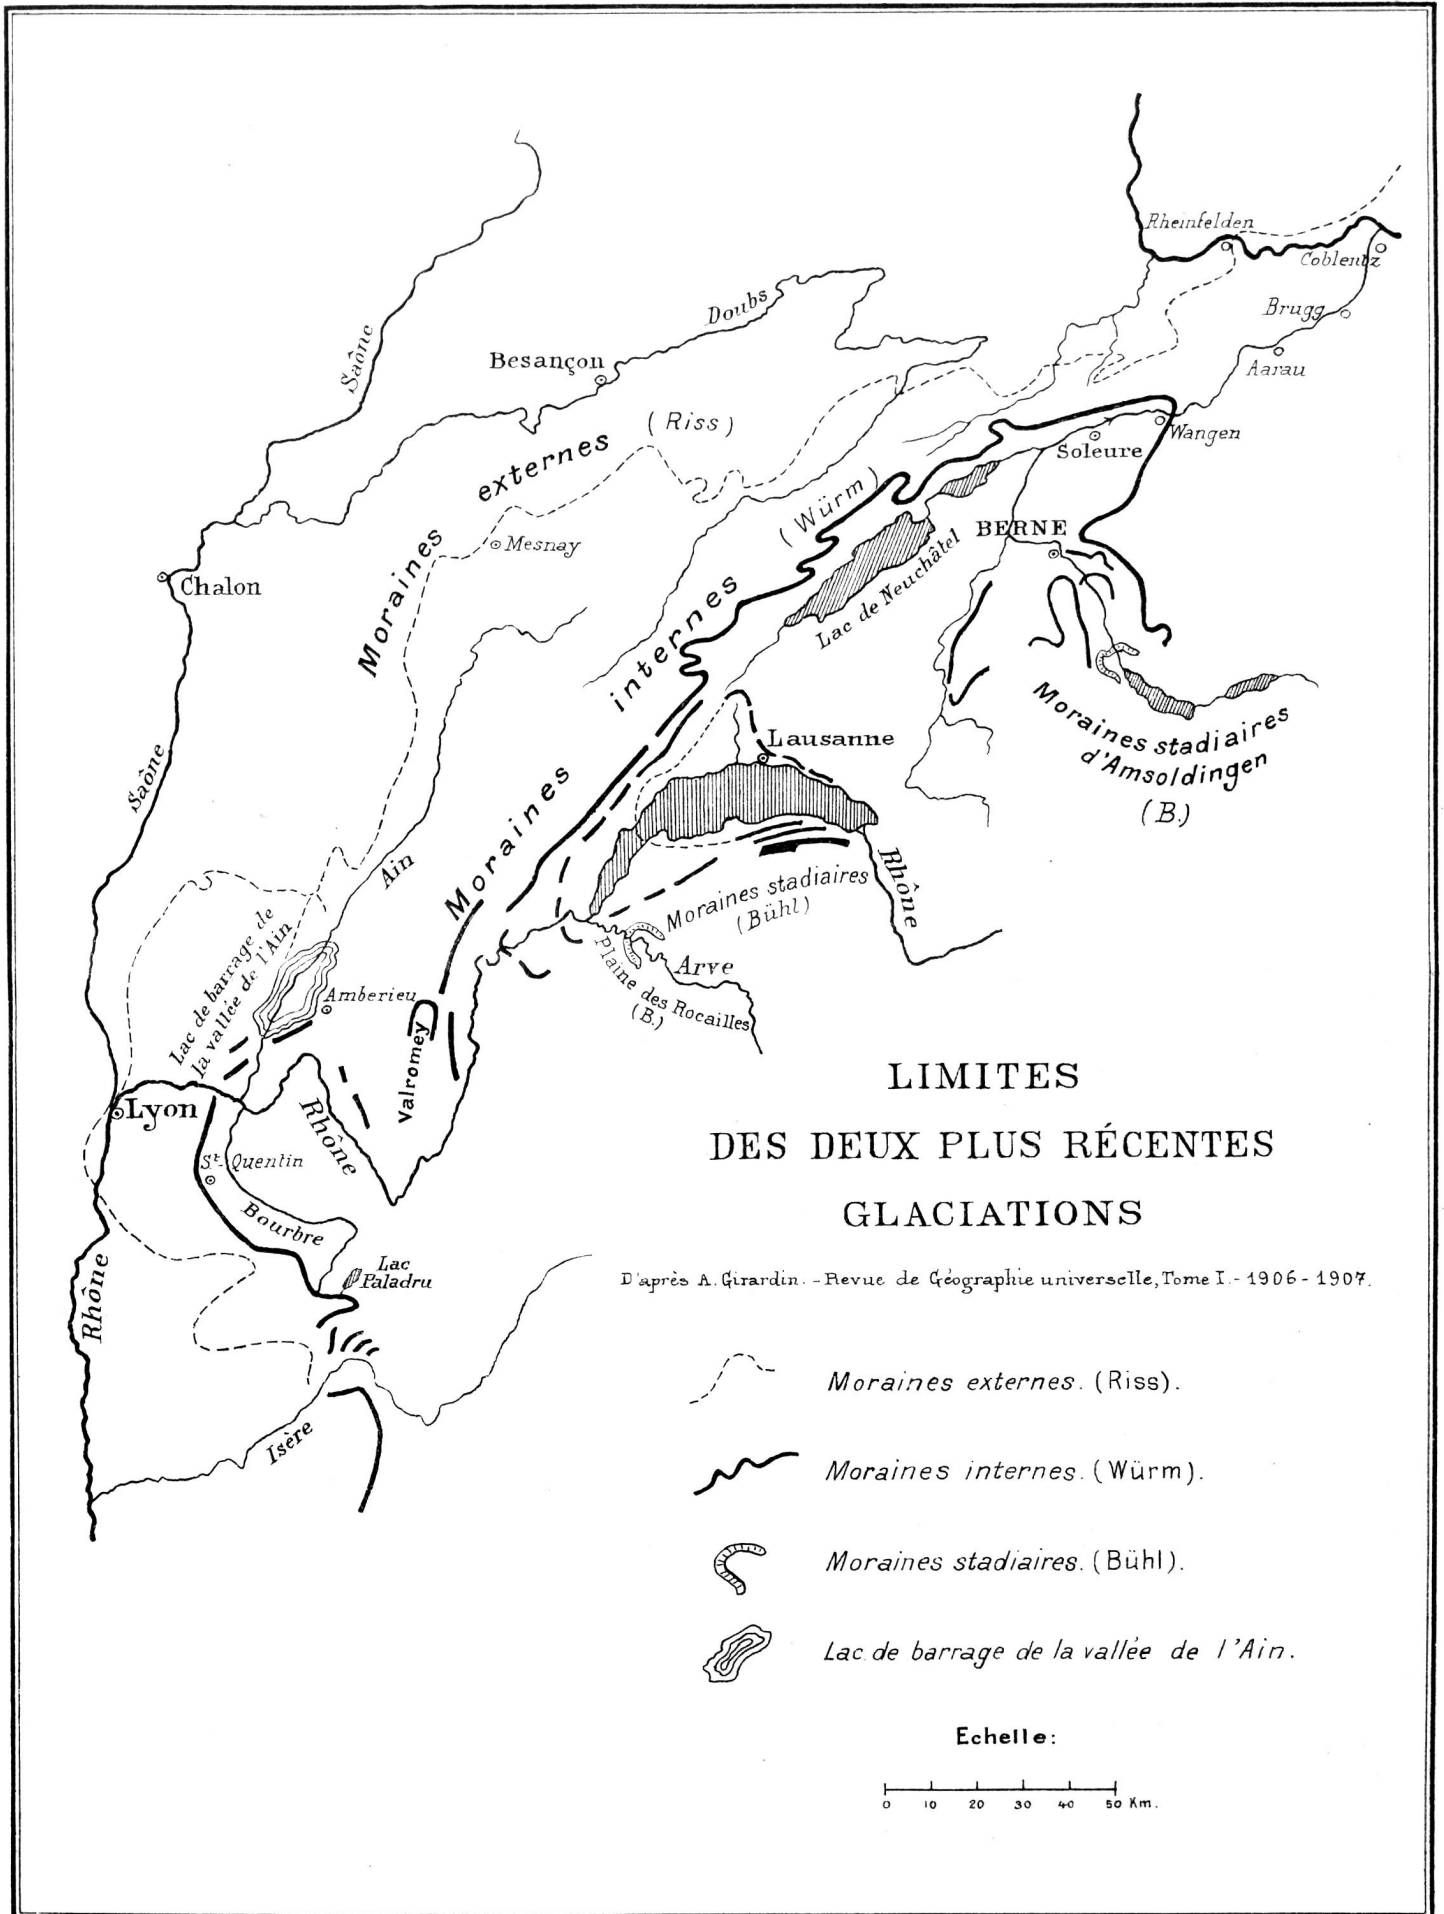 Rheinfelden
Coblentz
Brugg
Aarau
Saône
Doubs
Besançon
(Riss)
Moraines externes
Wangen
Soleure
(Würm)
BERNE
Mesnay
Chalon
Lac de Neuchâtel
Moraines internes
Moraines stadiaires
d'Amsoldingen
(B.)
Lausanne
Saône
Ain
Rhône
Moraines stadiaires
(Bühl)
Lac de barrage de
la vallée de l'Ain
Arve
Plaine des Rocailles
(B.)
Amberieu
Valromey
Lyon
Rhône
St. Quentin
Bourbre
Lac
Paladru
Rhône
Isère
LIMITES
DES DEUX PLUS RÉCENTES
GLACIATIONS
D'après A. Girardin. - Revue de Géographie universelle, Tome I. - 1906 - 1907.
Moraines externes. (Riss).
Moraines internes. (Würm).
Moraines stadiaires. (Bühl).
Lac de barrage de la vallée de l'Ain.
Echelle:
0 10 20 30 40 50 Km.